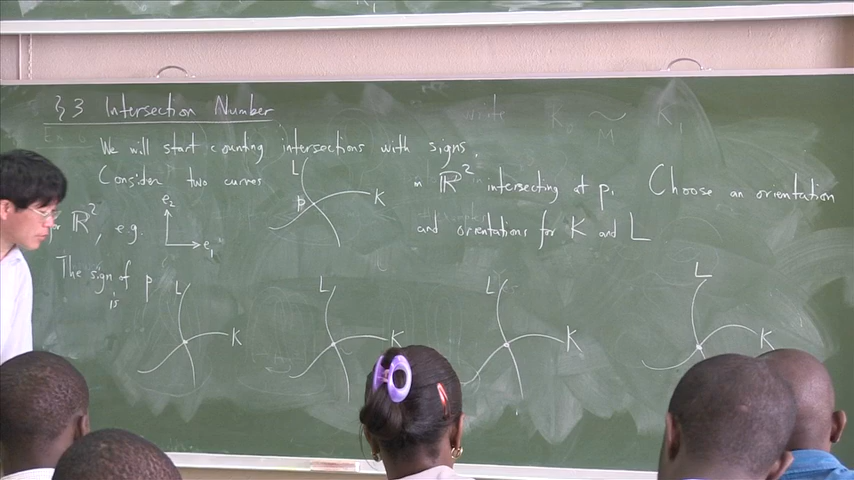 §3 Intersection Number
We will start counting intersections with signs.
Consider two curves
L
K
p
in ℝ² intersecting at p. Choose an orientation
ℝ², e.g.
e₂
e₁
and orientations for K and L
The sign of p
is
L K
L K
L K
L K